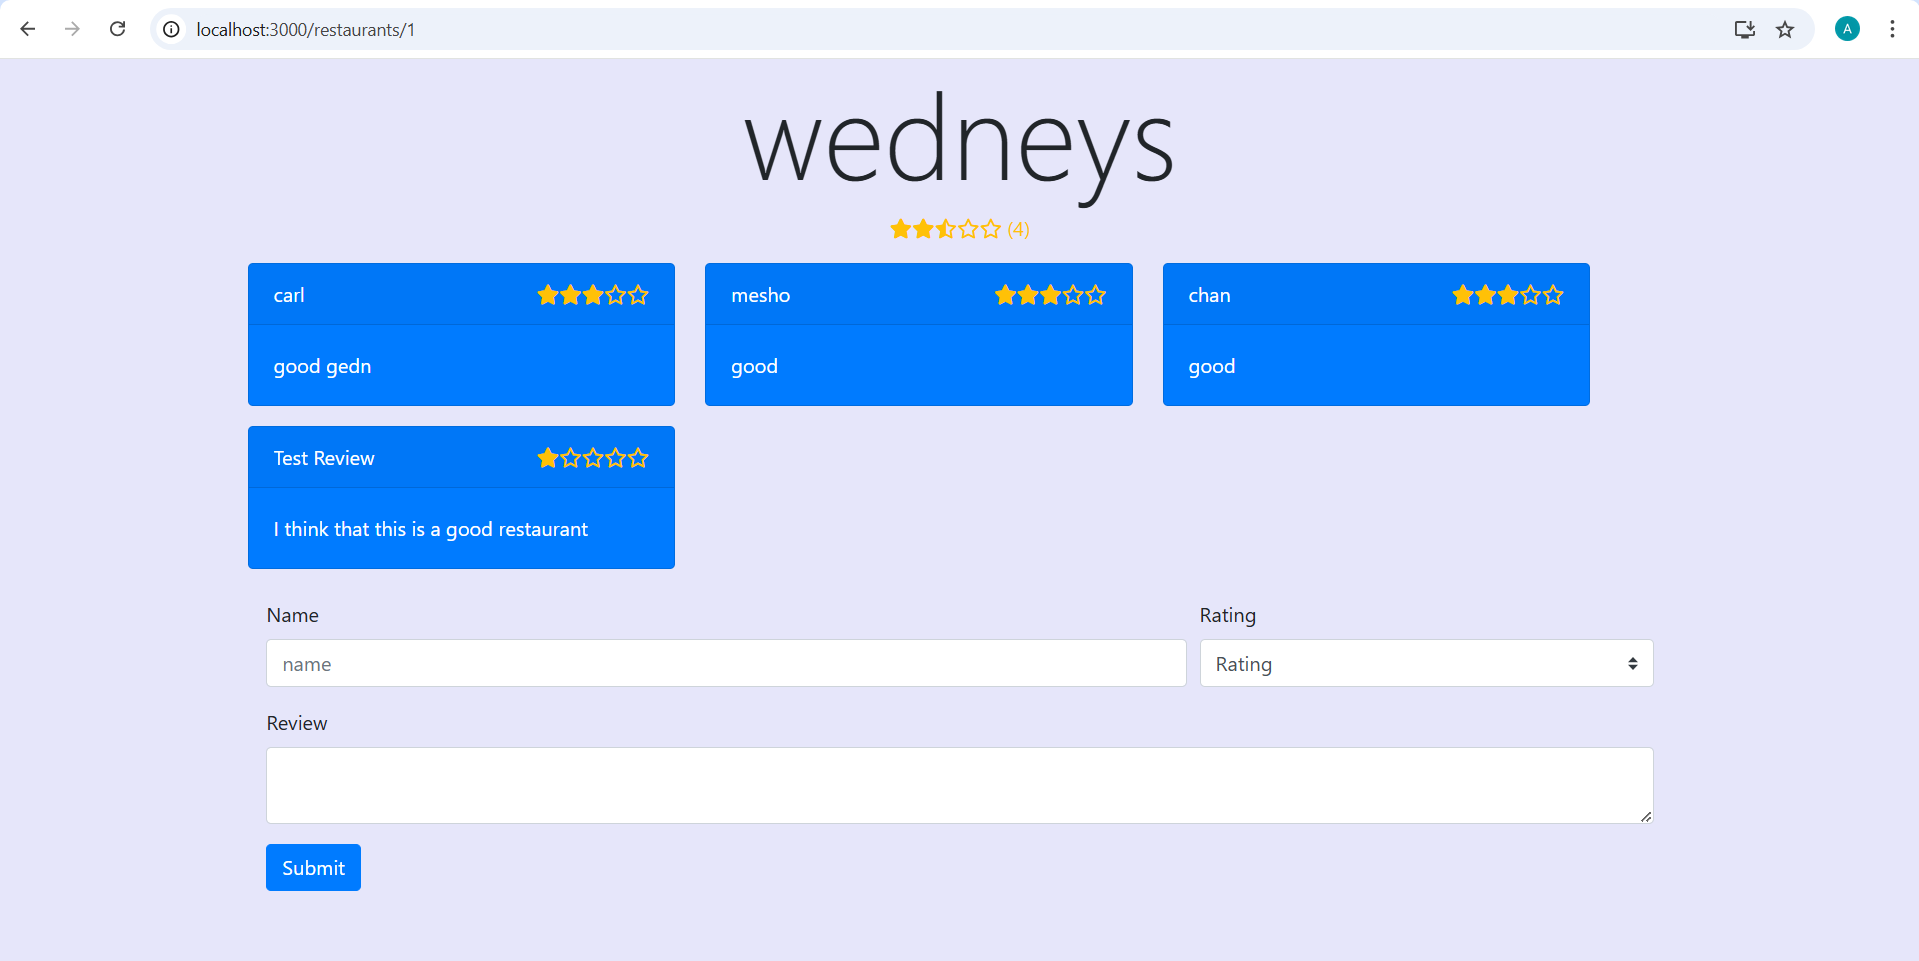 localhost:3000/restaurants/1
A
wedneys
(4)
carl
good gedn
mesho
good
chan
good
Test Review
I think that this is a good restaurant
Name
name
Rating
Rating
Review
Submit